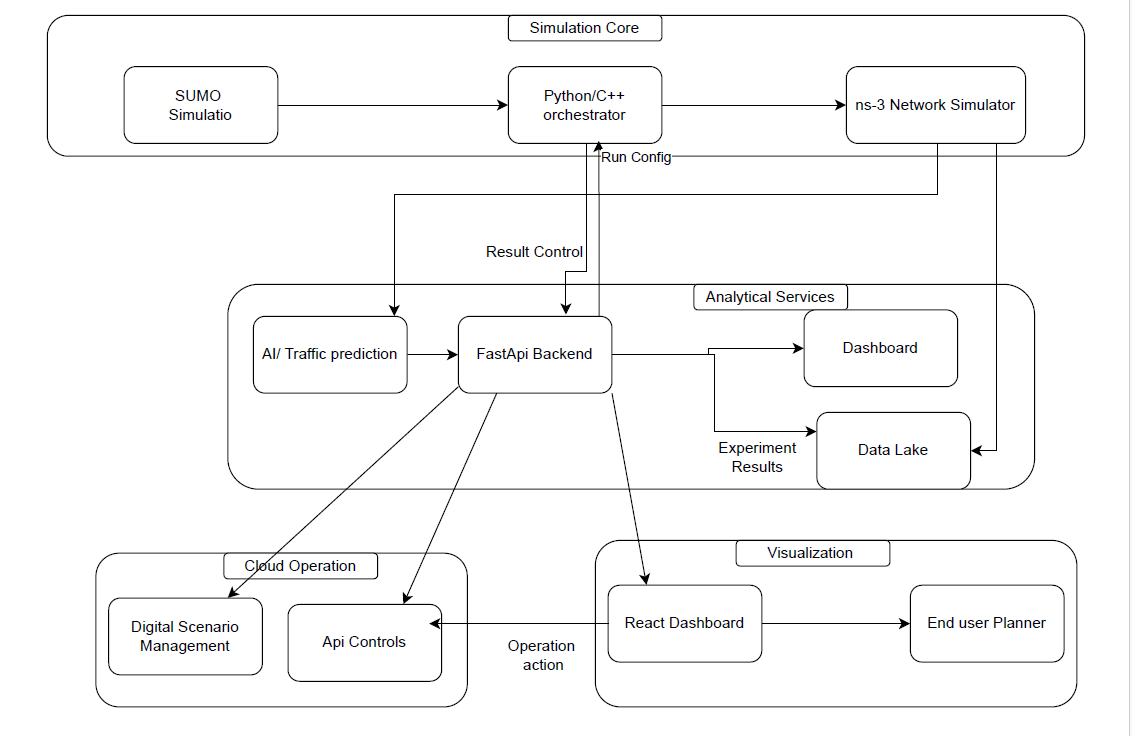 Simulation Core
SUMO
Simulatio
Python/C++
orchestrator
ns-3 Network Simulator
Run Config
Result Control
Analytical Services
AI/ Traffic prediction
FastApi Backend
Dashboard
Data Lake
Experiment
Results
Cloud Operation
Digital Scenario
Management
Api Controls
Operation
action
Visualization
React Dashboard
End user Planner